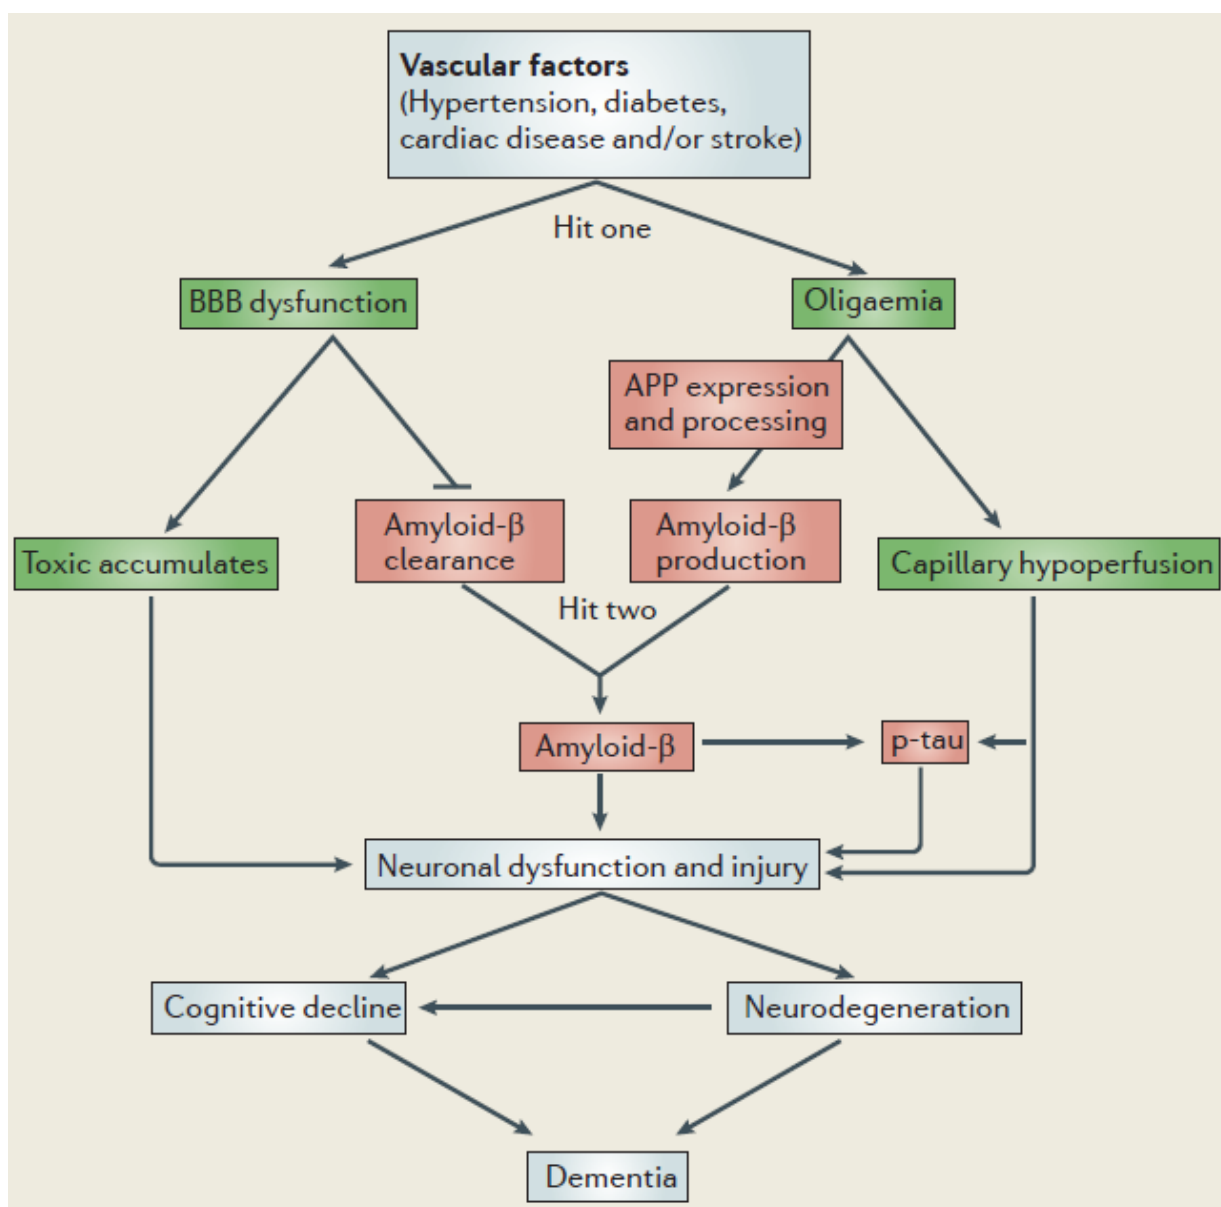 Vascular factors
(Hypertension, diabetes,
cardiac disease and/or stroke)
Hit one
BBB dysfunction
Oligaemia
APP expression
and processing
Amyloid-β
clearance
Amyloid-β
production
Toxic accumulates
Capillary hypoperfusion
Hit two
Amyloid-β
p-tau
Neuronal dysfunction and injury
Cognitive decline
Neurodegeneration
Dementia